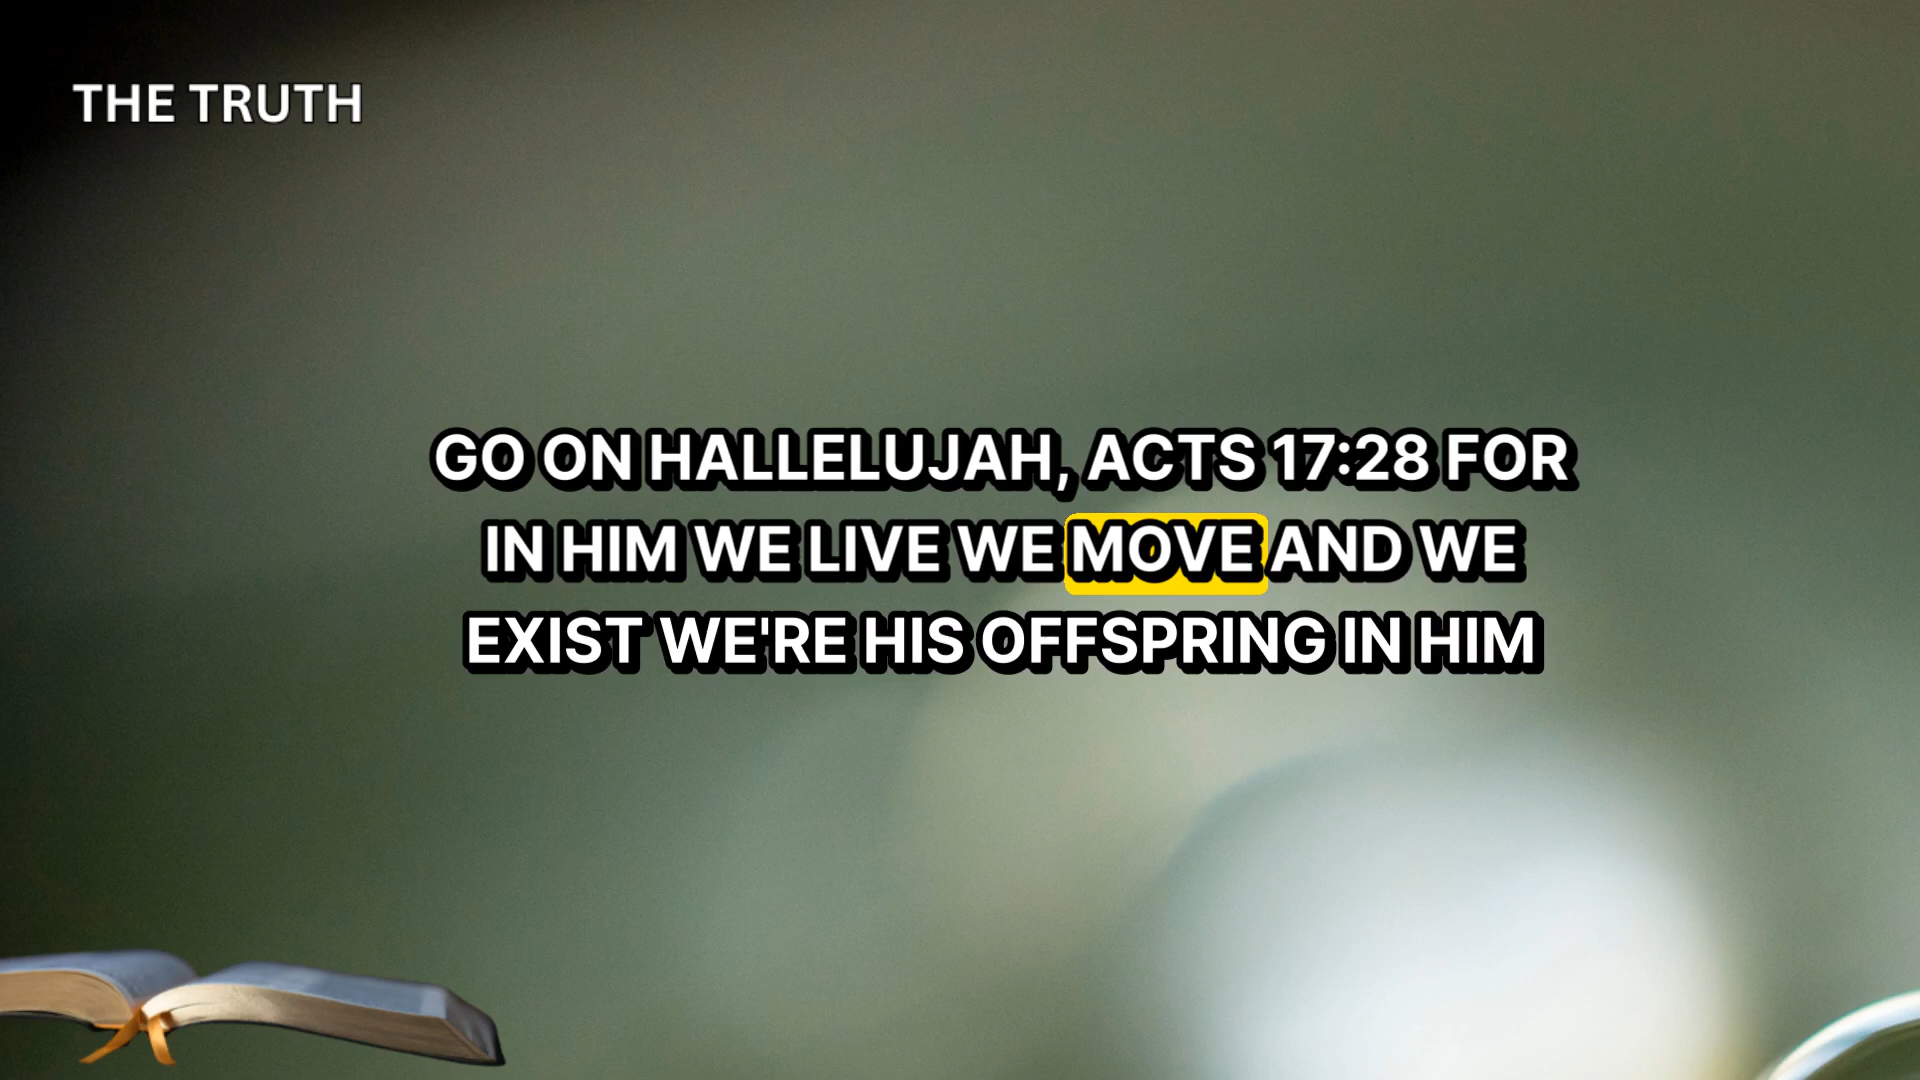 THE TRUTH
GO ON HALLELUJAH, ACTS 17:28 FOR
IN HIM WE LIVE WE MOVE AND WE
EXIST WE'RE HIS OFFSPRING IN HIM